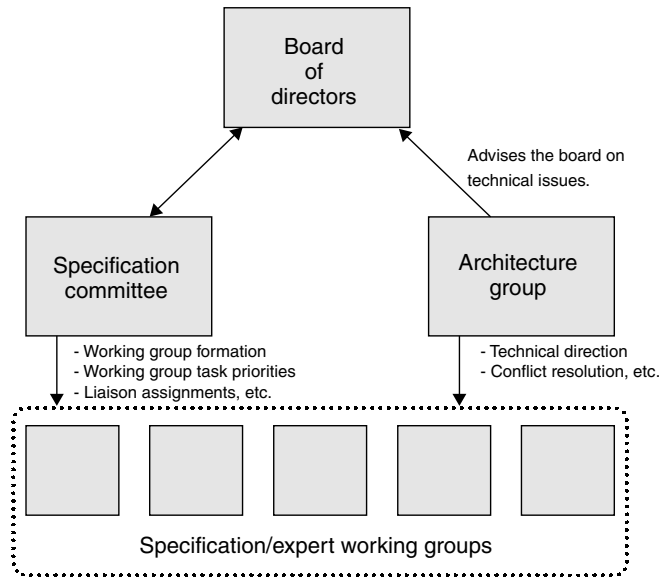 Board
of
directors
Advises the board on
technical issues.
Specification
committee
Architecture
group
- Working group formation
- Working group task priorities
- Liaison assignments, etc.
- Technical direction
- Conflict resolution, etc.
Specification/expert working groups